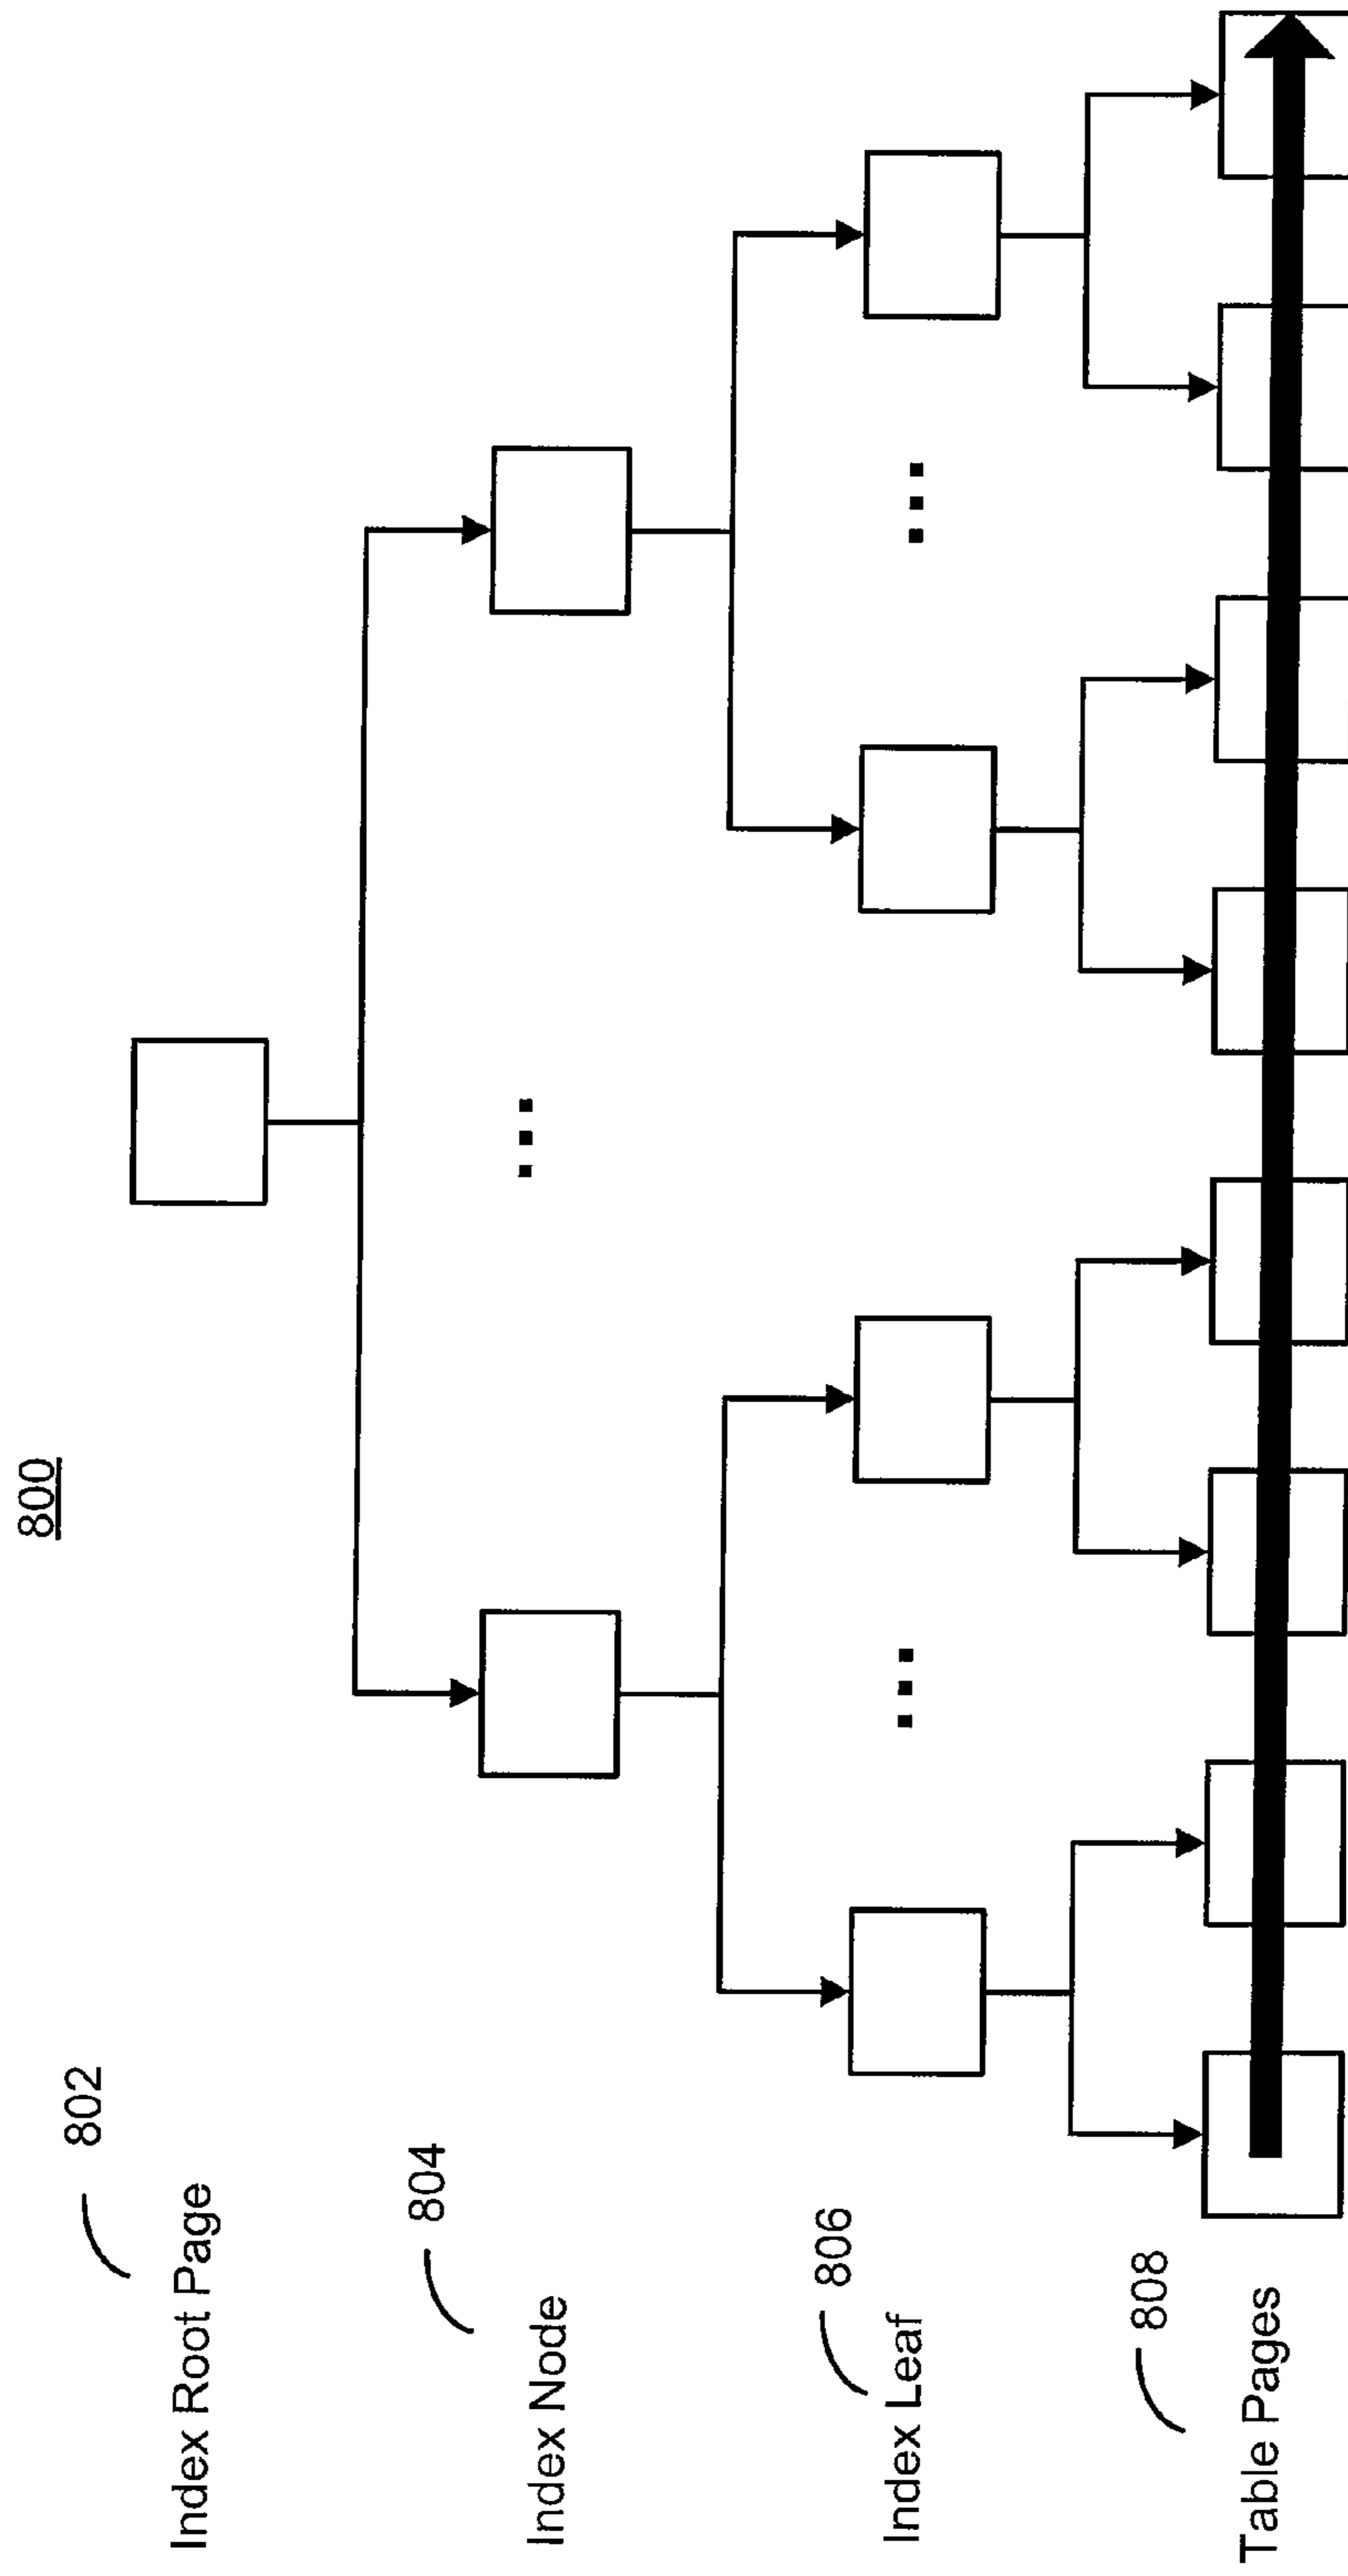 800
802
Index Root Page
804
Index Node
806
Index Leaf
808
Table Pages